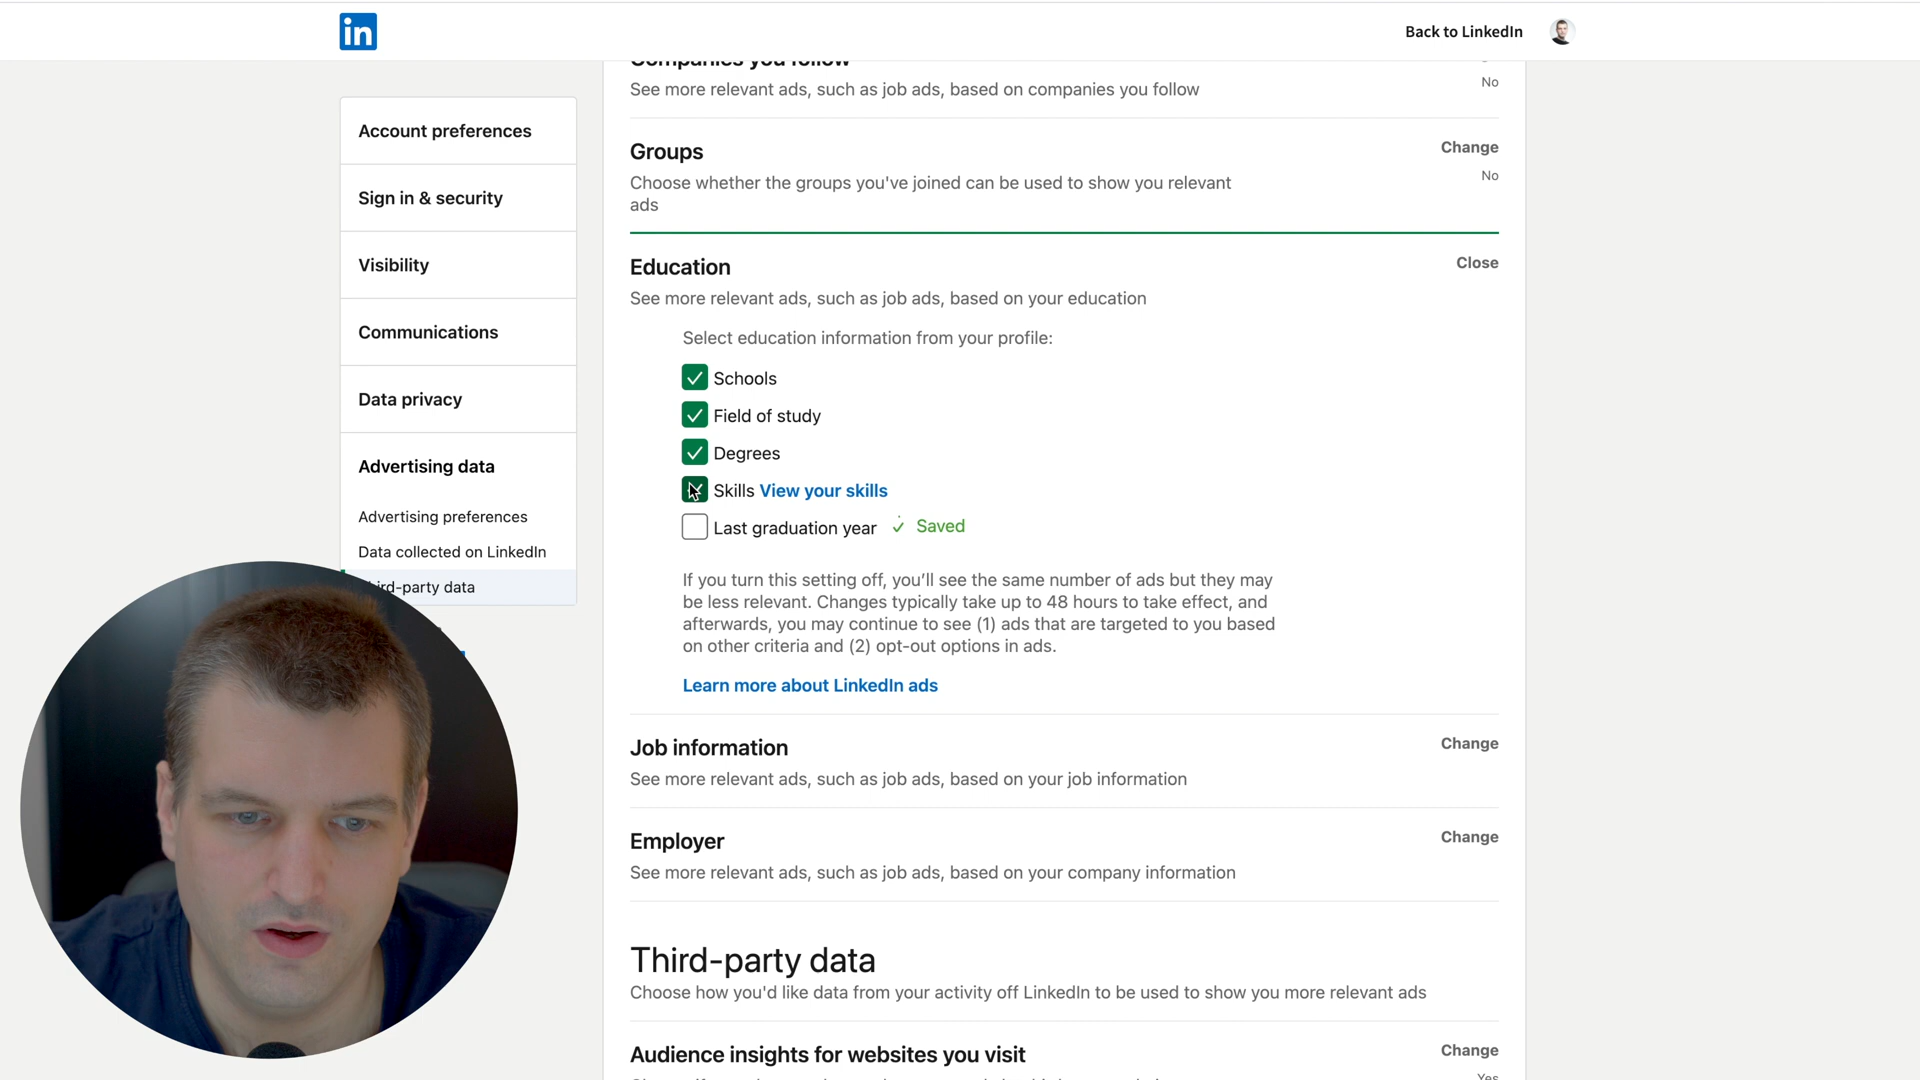 in
Back to LinkedIn
Companies you follow
See more relevant ads, such as job ads, based on companies you follow
No
Account preferences
Sign in & security
Visibility
Communications
Data privacy
Advertising data
Advertising preferences
Data collected on LinkedIn
ird-party data
Groups
Change
Choose whether the groups you've joined can be used to show you relevant
ads
No
Education
Close
See more relevant ads, such as job ads, based on your education
Select education information from your profile:
Schools
Field of study
Degrees
Skills View your skills
Last graduation year Saved
If you turn this setting off, you’ll see the same number of ads but they may
be less relevant. Changes typically take up to 48 hours to take effect, and
afterwards, you may continue to see (1) ads that are targeted to you based
on other criteria and (2) opt-out options in ads.
Learn more about LinkedIn ads
Job information
Change
See more relevant ads, such as job ads, based on your job information
Employer
Change
See more relevant ads, such as job ads, based on your company information
Third-party data
Choose how you'd like data from your activity off LinkedIn to be used to show you more relevant ads
Audience insights for websites you visit
Change
Yes